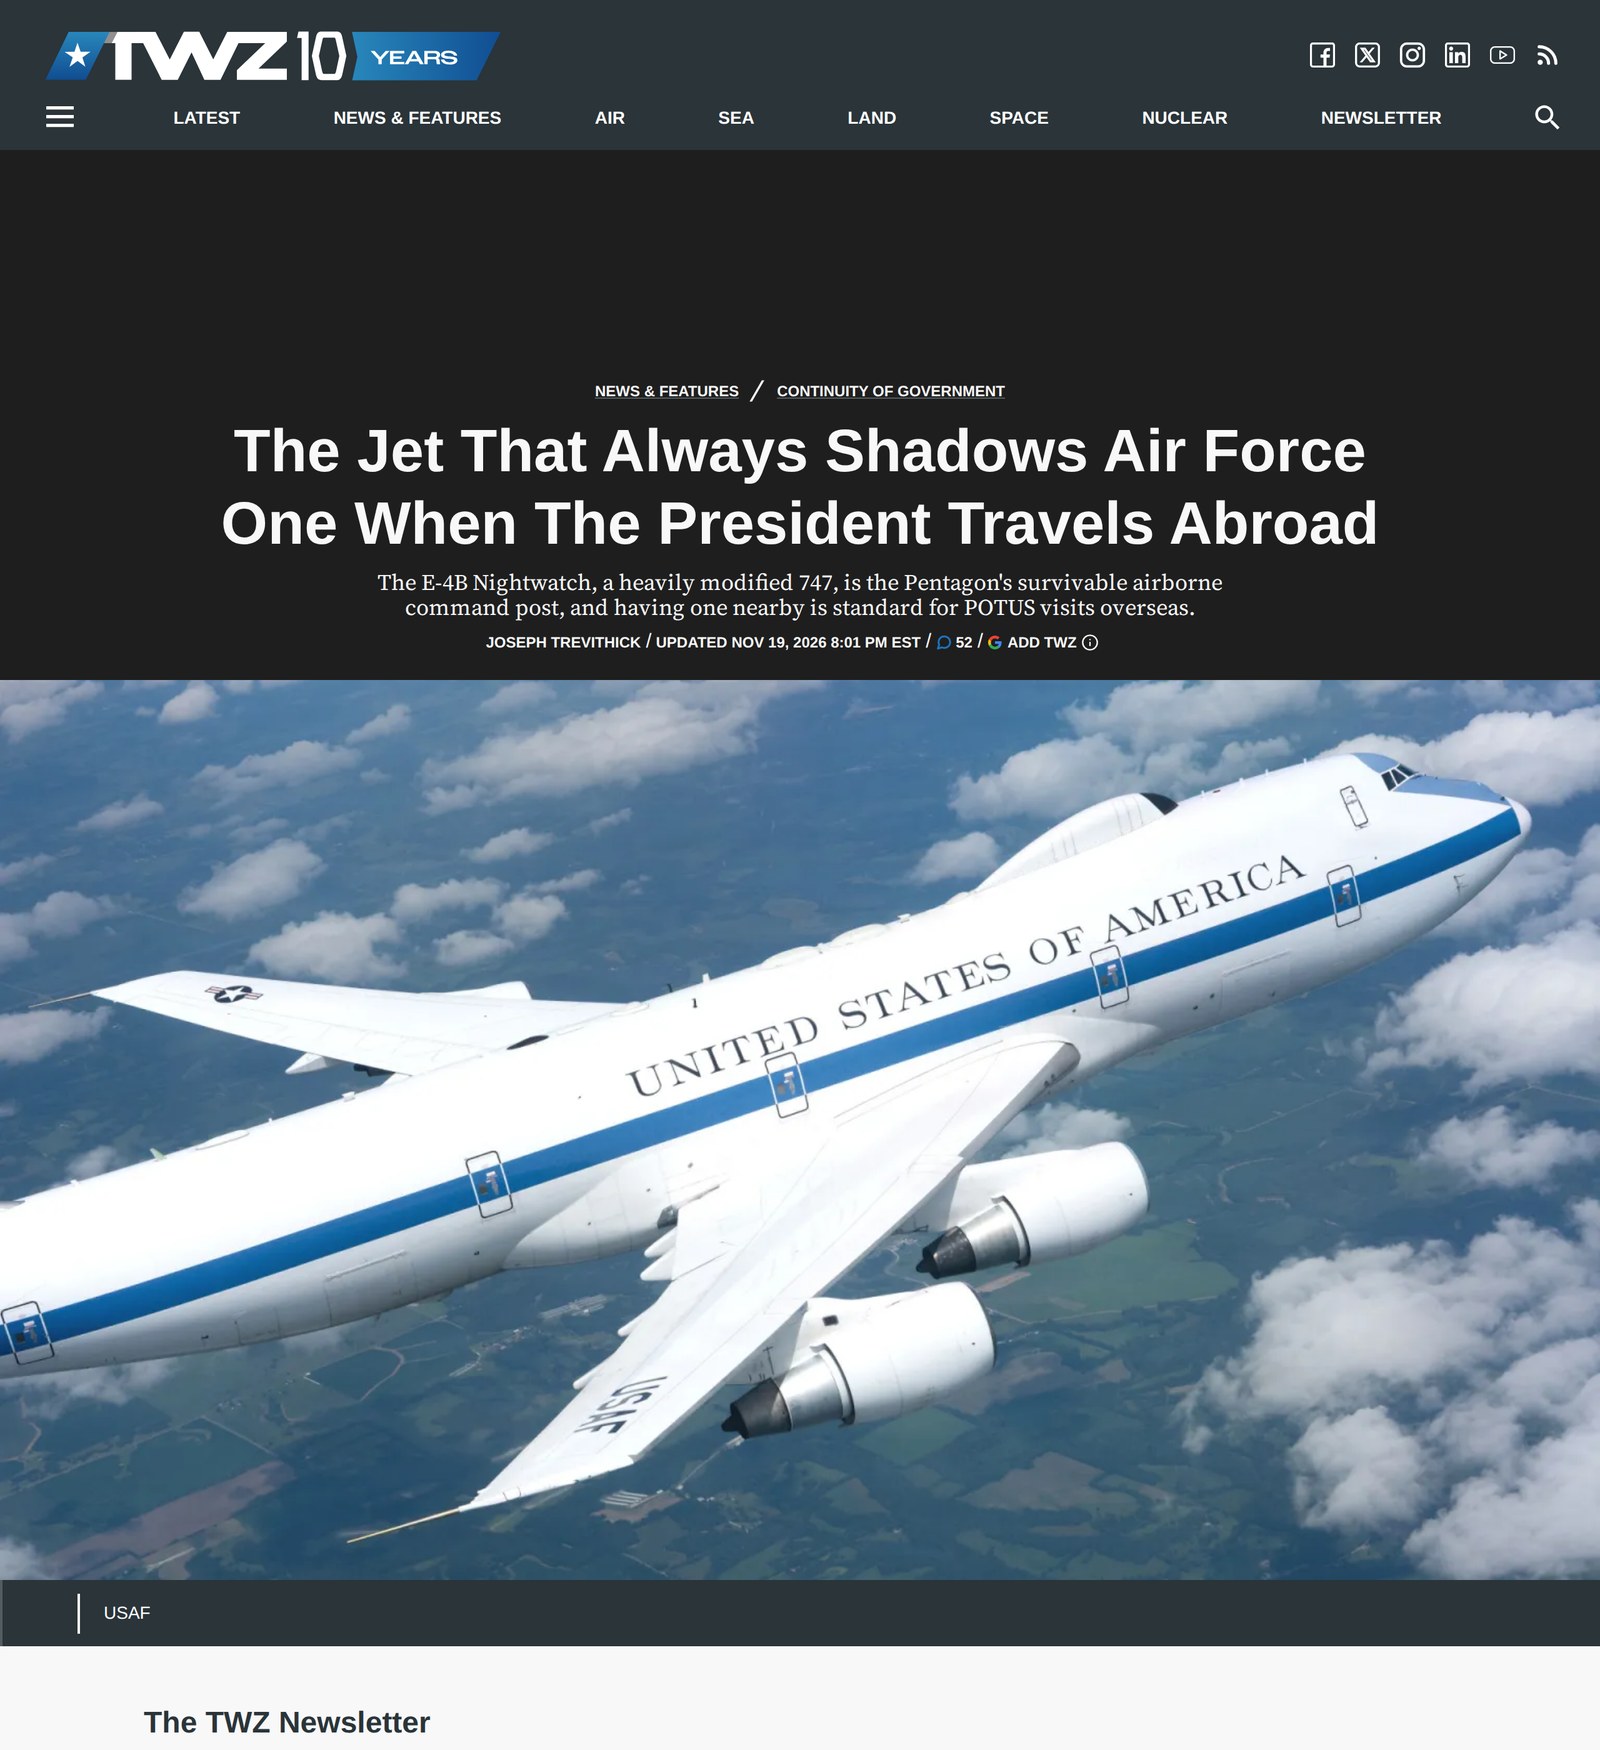 TWZ 10 YEARS
LATEST NEWS & FEATURES AIR SEA LAND SPACE NUCLEAR NEWSLETTER
NEWS & FEATURES / CONTINUITY OF GOVERNMENT
The Jet That Always Shadows Air Force
One When The President Travels Abroad
The E-4B Nightwatch, a heavily modified 747, is the Pentagon's survivable airborne
command post, and having one nearby is standard for POTUS visits overseas.
JOSEPH TREVITHICK / UPDATED NOV 19, 2026 8:01 PM EST / 52 / ADD TWZ
UNITED STATES OF AMERICA
USAF
USAF
The TWZ Newsletter